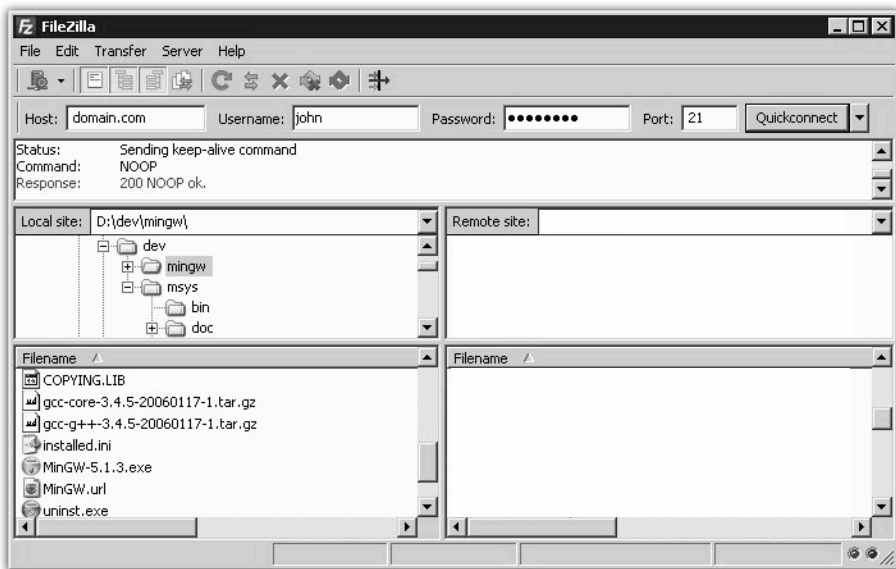 FileZilla
File Edit Transfer Server Help
Host: domain.com Username: john Password: ●●●●●●●● Port: 21 Quickconnect
Status: Sending keep-alive command
Command: NOOP
Response: 200 NOOP ok.
Local site: D:\dev\mingw\ Remote site:
dev
mingw
msys
bin
doc
Filename Filename
COPYING.LIB
gcc-core-3.4.5-20060117-1.tar.gz
gcc-g++-3.4.5-20060117-1.tar.gz
installed.ini
MinGW-5.1.3.exe
MinGW.url
uninst.exe